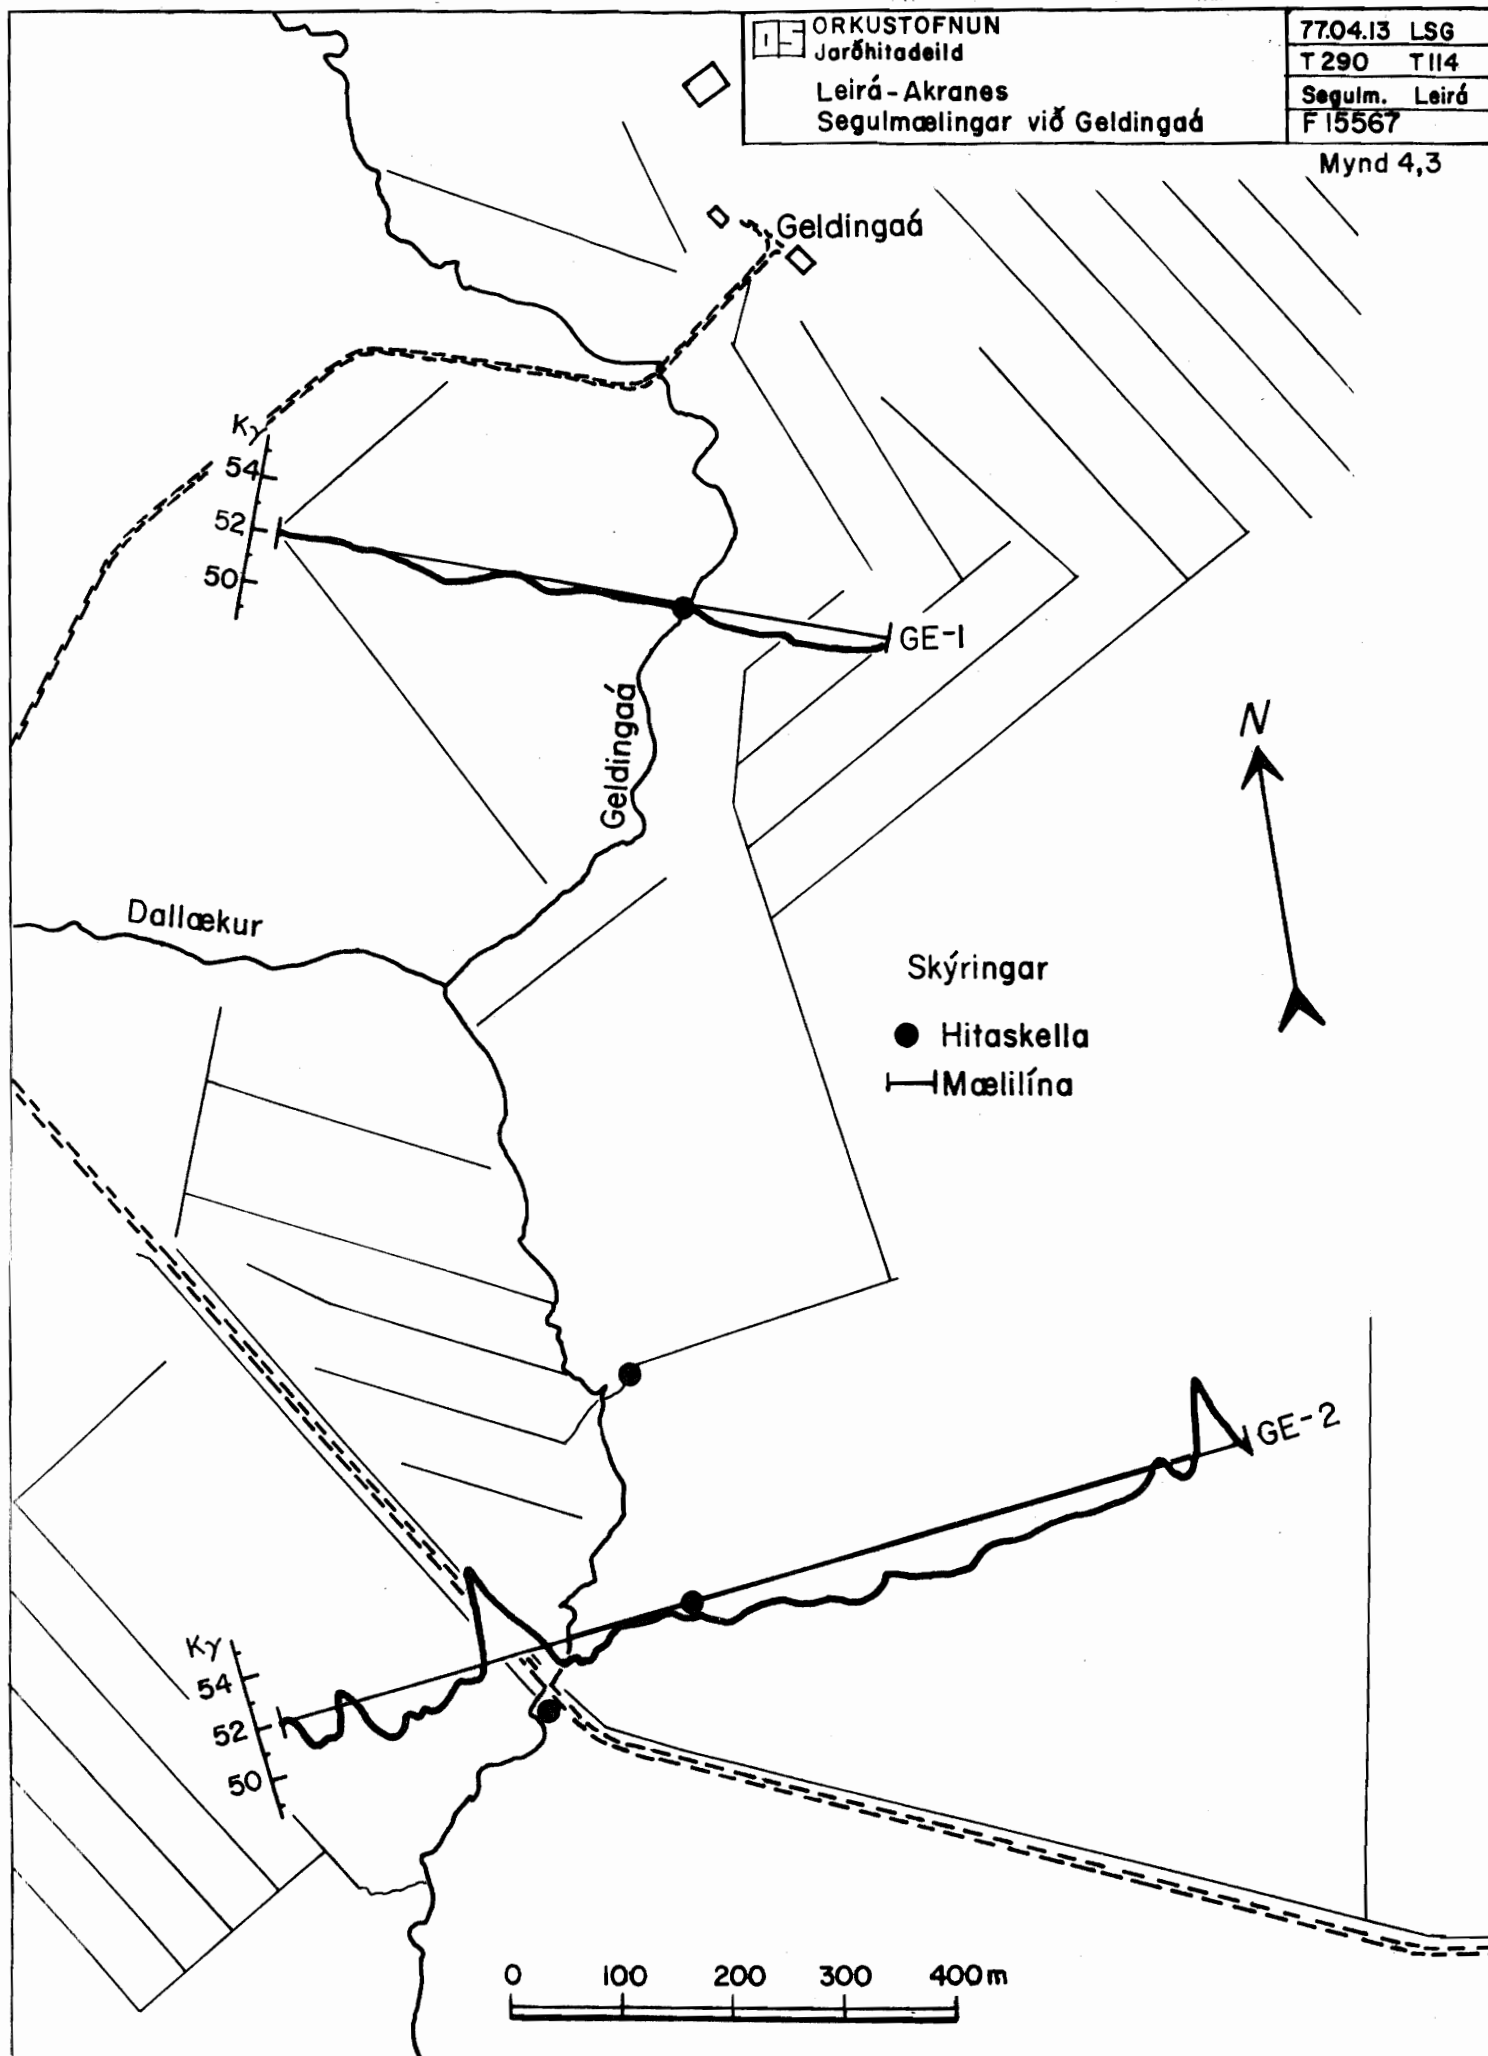 OS ORKUSTOFNUN
Jarðhitadeild
Leirá-Akranes
Segulmælingar við Geldingaá
77.04.13 LSG
T 290 T 114
Segulm. Leirá
F 15567
Mynd 4,3
Geldingaá
Kγ
54
52
50
GE-1
Geldingaá
N
Dallækur
Skýringar
Hitaskella
Mælilína
GE-2
Kγ
54
52
50
0 100 200 300 400 m